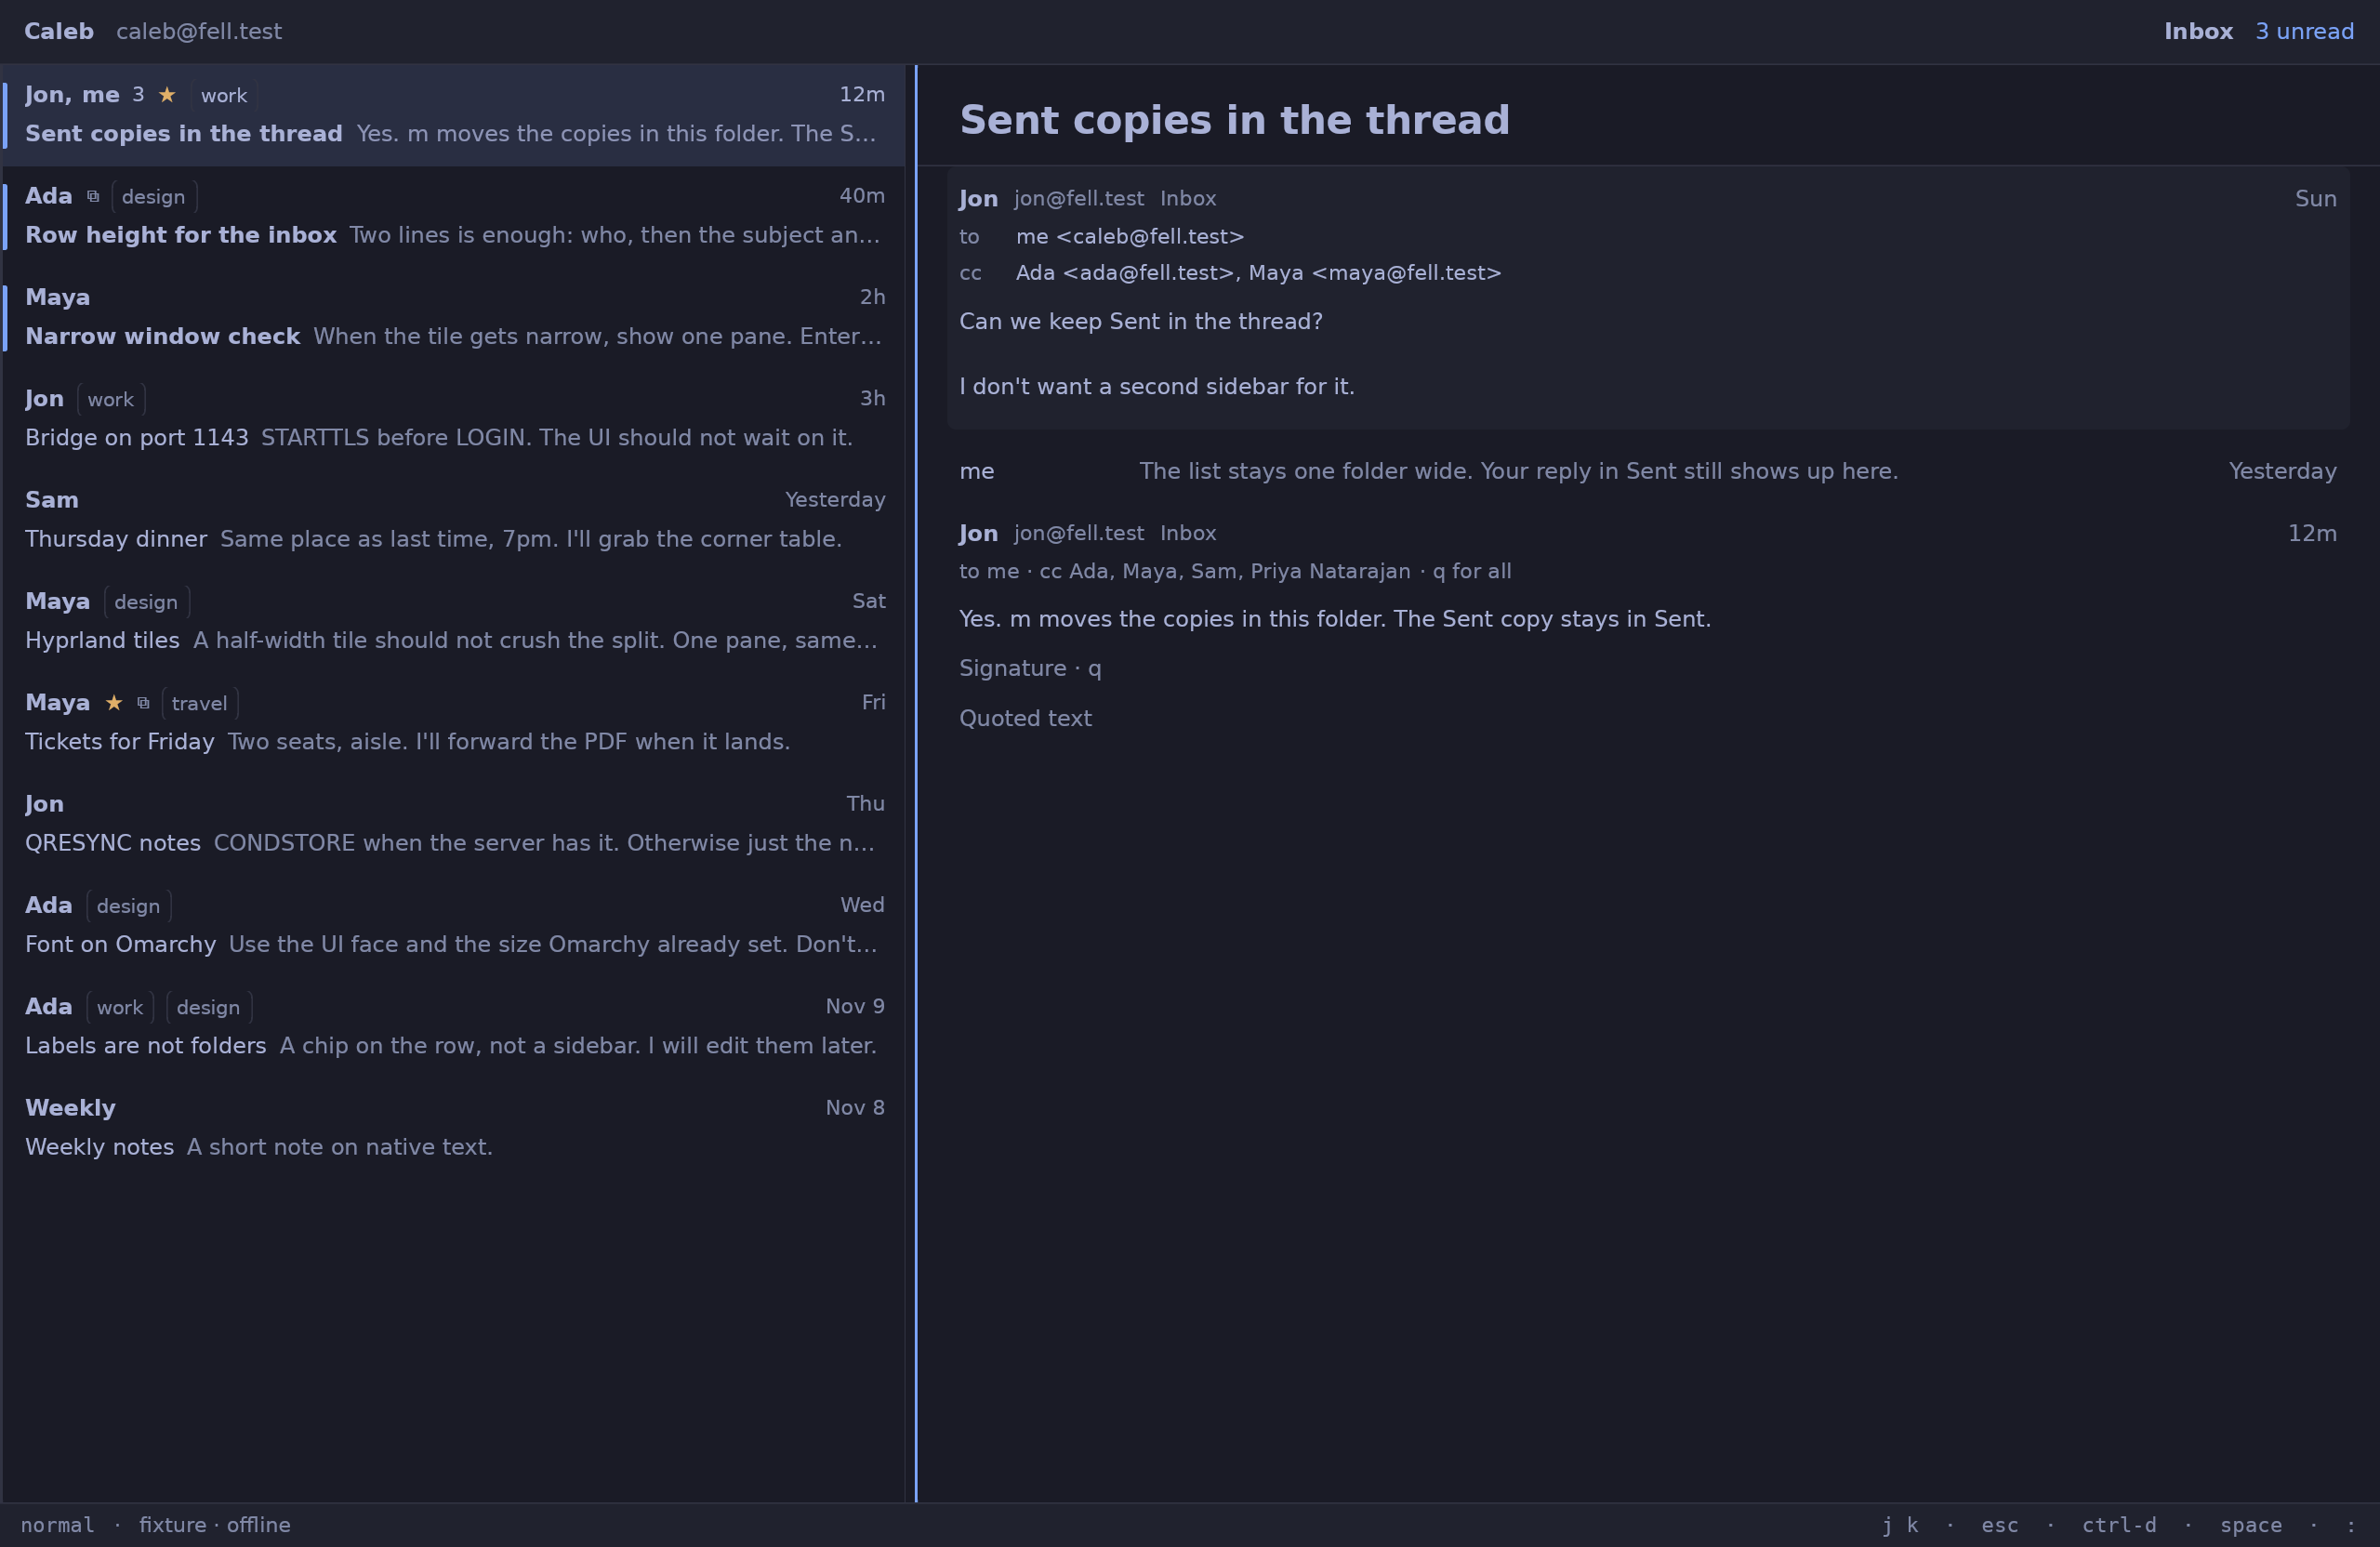 Caleb caleb@fell.test Inbox 3 unread
Jon, me 3 ★ work 12m
Sent copies in the thread Yes. m moves the copies in this folder. The S…
Ada ⧉ design 40m
Row height for the inbox Two lines is enough: who, then the subject an…
Maya 2h
Narrow window check When the tile gets narrow, show one pane. Enter…
Jon work 3h
Bridge on port 1143 STARTTLS before LOGIN. The UI should not wait on it.
Sam Yesterday
Thursday dinner Same place as last time, 7pm. I'll grab the corner table.
Maya design Sat
Hyprland tiles A half-width tile should not crush the split. One pane, same…
Maya ★ ⧉ travel Fri
Tickets for Friday Two seats, aisle. I'll forward the PDF when it lands.
Jon Thu
QRESYNC notes CONDSTORE when the server has it. Otherwise just the n…
Ada design Wed
Font on Omarchy Use the UI face and the size Omarchy already set. Don't…
Ada work design Nov 9
Labels are not folders A chip on the row, not a sidebar. I will edit them later.
Weekly Nov 8
Weekly notes A short note on native text.
Sent copies in the thread
Jon jon@fell.test Inbox Sun
to me <caleb@fell.test>
cc Ada <ada@fell.test>, Maya <maya@fell.test>
Can we keep Sent in the thread?
I don't want a second sidebar for it.
me The list stays one folder wide. Your reply in Sent still shows up here. Yesterday
Jon jon@fell.test Inbox 12m
to me · cc Ada, Maya, Sam, Priya Natarajan · q for all
Yes. m moves the copies in this folder. The Sent copy stays in Sent.
Signature · q
Quoted text
normal · fixture · offline j k · esc · ctrl-d · space · :